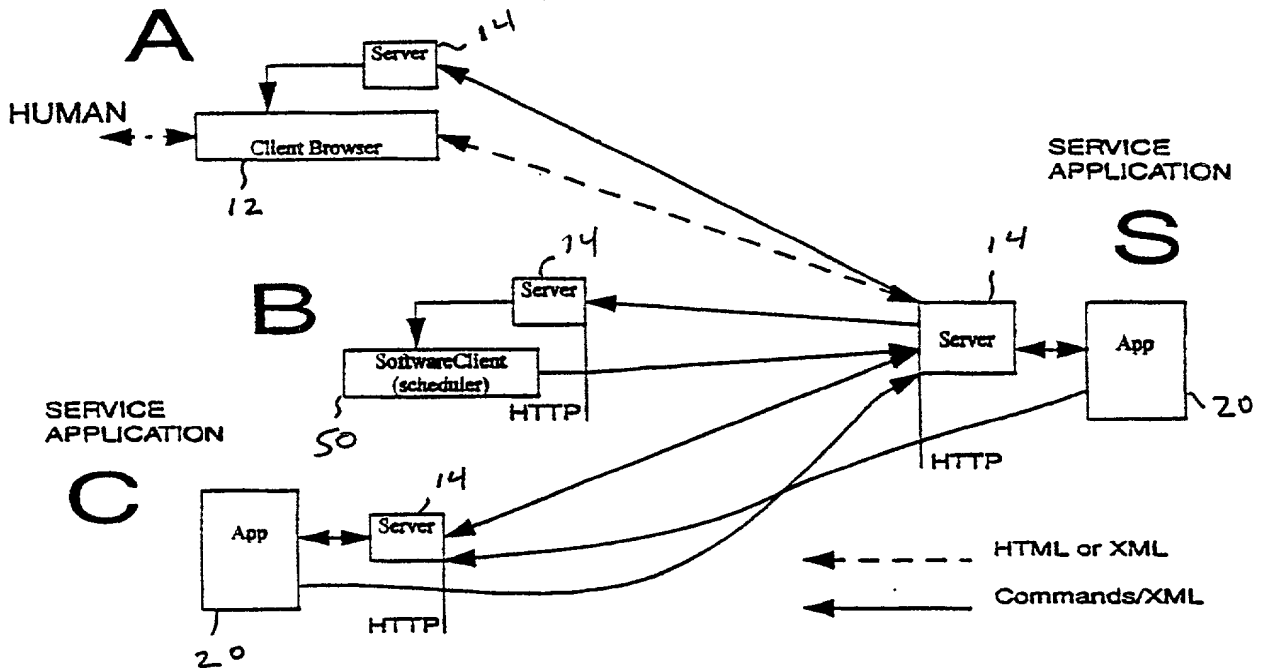 A
Server
14
HUMAN
Client Browser
12
SERVICE
APPLICATION
S
14
B
Server
14
SoftwareClient
(scheduler)
HTTP
50
Server
App
20
HTTP
SERVICE
APPLICATION
C
App
Server
14
HTTP
20
HTML or XML
Commands/XML